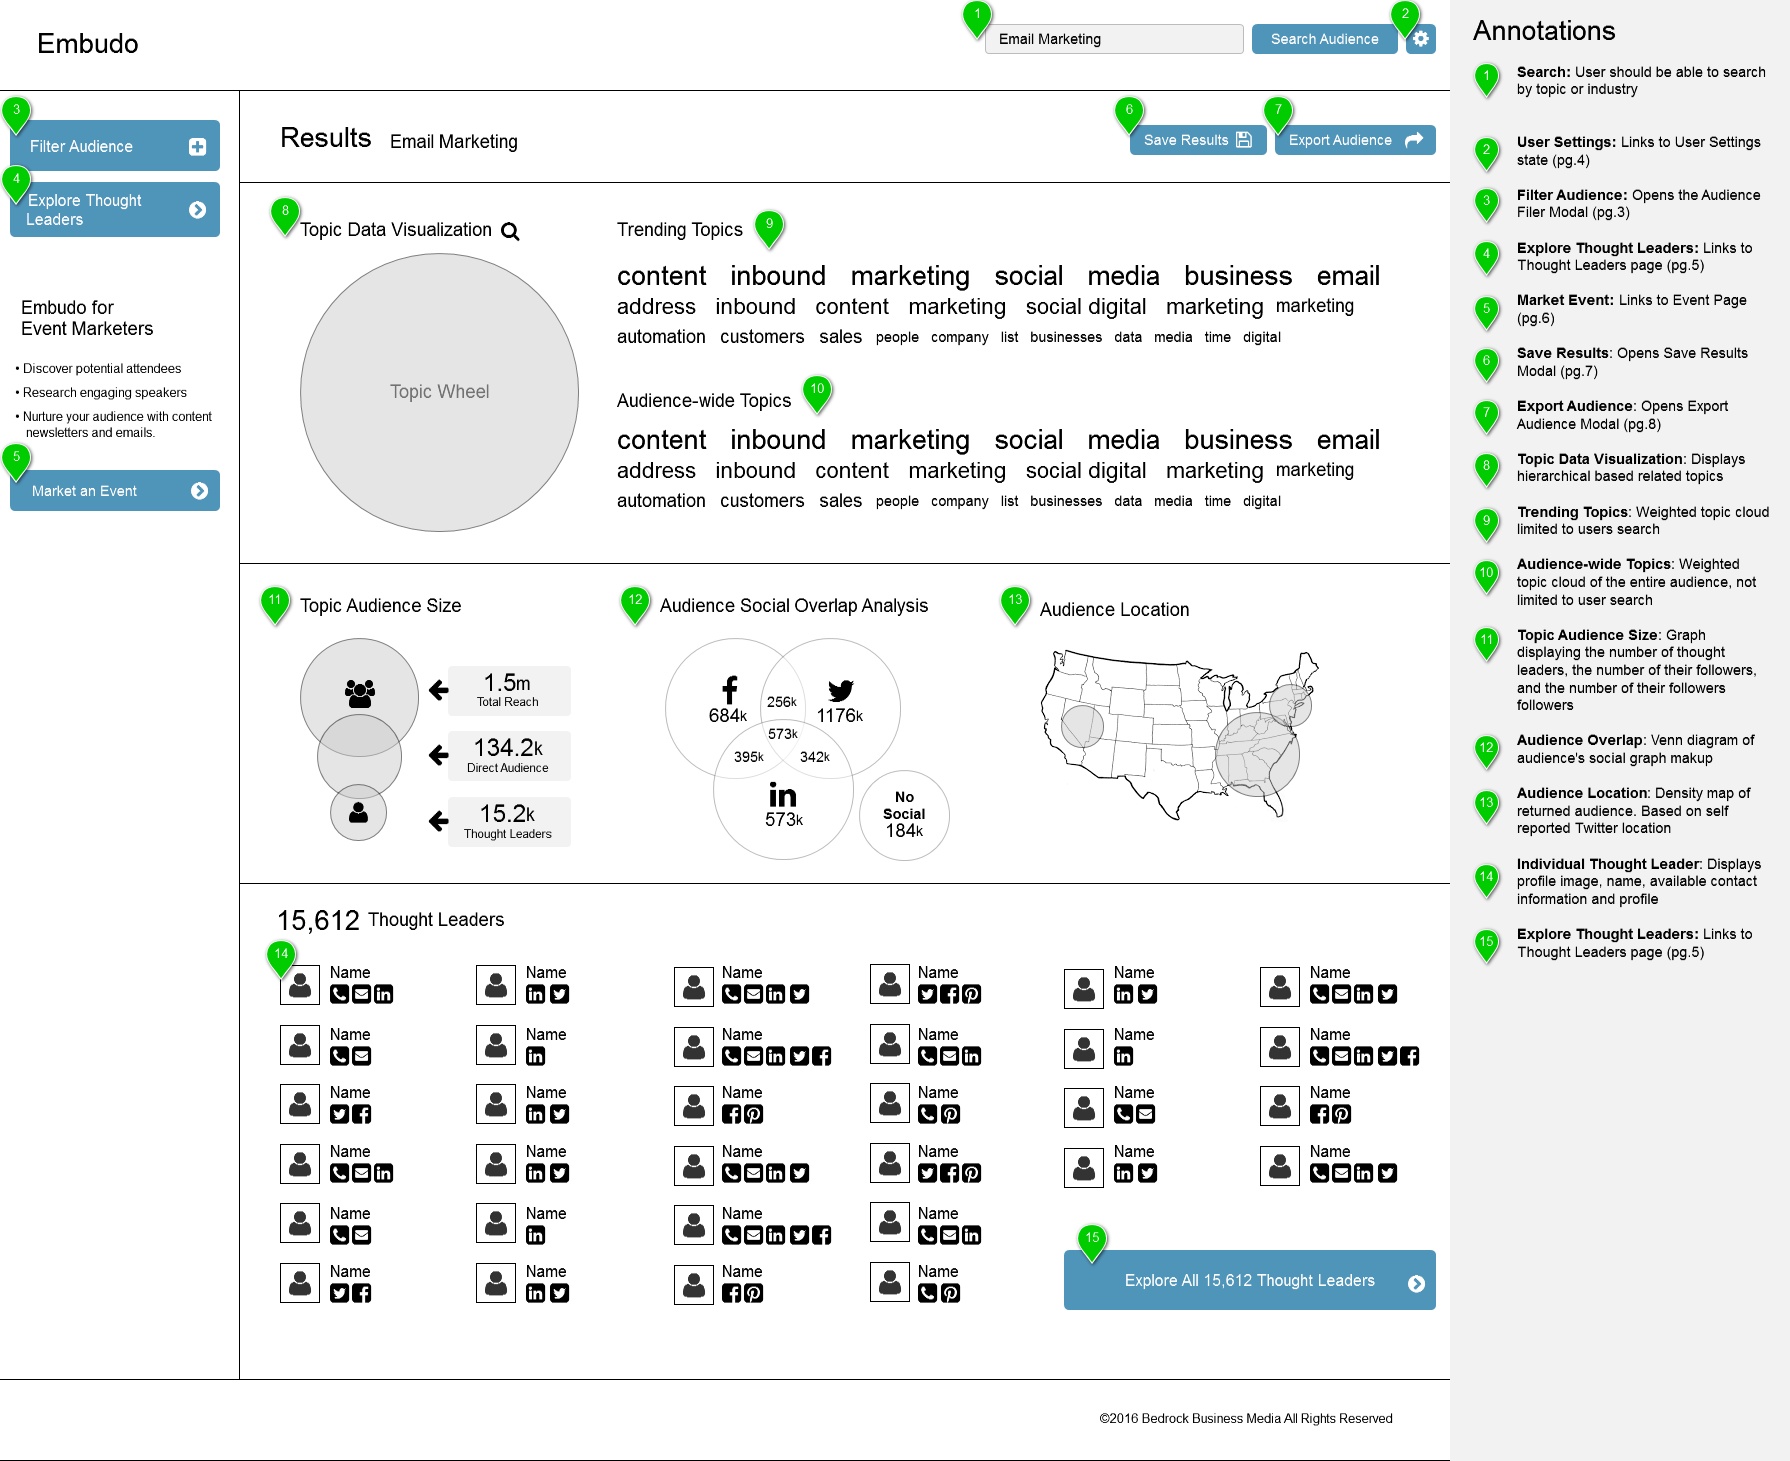 Embudo
1
Email Marketing
Search Audience
2
3
Filter Audience
4
Explore Thought
Leaders
Embudo for
Event Marketers
• Discover potential attendees
• Research engaging speakers
• Nurture your audience with content
newsletters and emails.
5
Market an Event
Results Email Marketing
6
Save Results
7
Export Audience
8
Topic Data Visualization
Topic Wheel
Trending Topics
9
content inbound marketing social media business email
address inbound content marketing social digital marketing marketing
automation customers sales people company list businesses data media time digital
Audience-wide Topics
10
content inbound marketing social media business email
address inbound content marketing social digital marketing marketing
automation customers sales people company list businesses data media time digital
11
Topic Audience Size
1.5m
Total Reach
134.2k
Direct Audience
15.2k
Thought Leaders
12
Audience Social Overlap Analysis
684k
256k
1176k
573k
395k
342k
573k
No
Social
184k
13
Audience Location
15,612 Thought Leaders
14
Name Name Name Name Name Name
Name Name Name Name Name Name
Name Name Name Name Name Name
Name Name Name Name Name Name
Name Name Name Name
Name Name Name Name
15
Explore All 15,612 Thought Leaders
©2016 Bedrock Business Media All Rights Reserved
Annotations
1
Search: User should be able to search
by topic or industry
2
User Settings: Links to User Settings
state (pg.4)
3
Filter Audience: Opens the Audience
Filer Modal (pg.3)
4
Explore Thought Leaders: Links to
Thought Leaders page (pg.5)
5
Market Event: Links to Event Page
(pg.6)
6
Save Results: Opens Save Results
Modal (pg.7)
7
Export Audience: Opens Export
Audience Modal (pg.8)
8
Topic Data Visualization: Displays
hierarchical based related topics
9
Trending Topics: Weighted topic cloud
limited to users search
10
Audience-wide Topics: Weighted
topic cloud of the entire audience, not
limited to user search
11
Topic Audience Size: Graph
displaying the number of thought
leaders, the number of their followers,
and the number of their followers
followers
12
Audience Overlap: Venn diagram of
audience's social graph makup
13
Audience Location: Density map of
returned audience. Based on self
reported Twitter location
14
Individual Thought Leader: Displays
profile image, name, available contact
information and profile
15
Explore Thought Leaders: Links to
Thought Leaders page (pg.5)